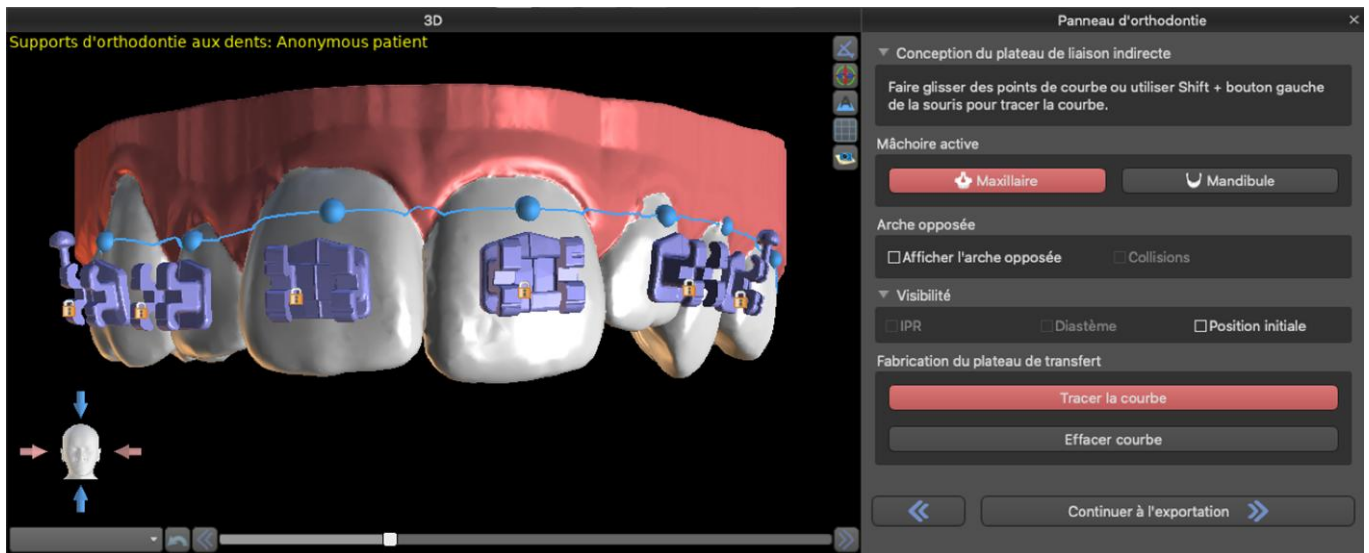 3D
Supports d'orthodontie aux dents: Anonymous patient
Panneau d'orthodontie
Conception du plateau de liaison indirecte
Faire glisser des points de courbe ou utiliser Shift + bouton gauche
de la souris pour tracer la courbe.
Mâchoire active
Maxillaire
Mandibule
Arche opposée
Afficher l'arche opposée
Collisions
Visibilité
IPR
Diastème
Position initiale
Fabrication du plateau de transfert
Tracer la courbe
Effacer courbe
Continuer à l'exportation